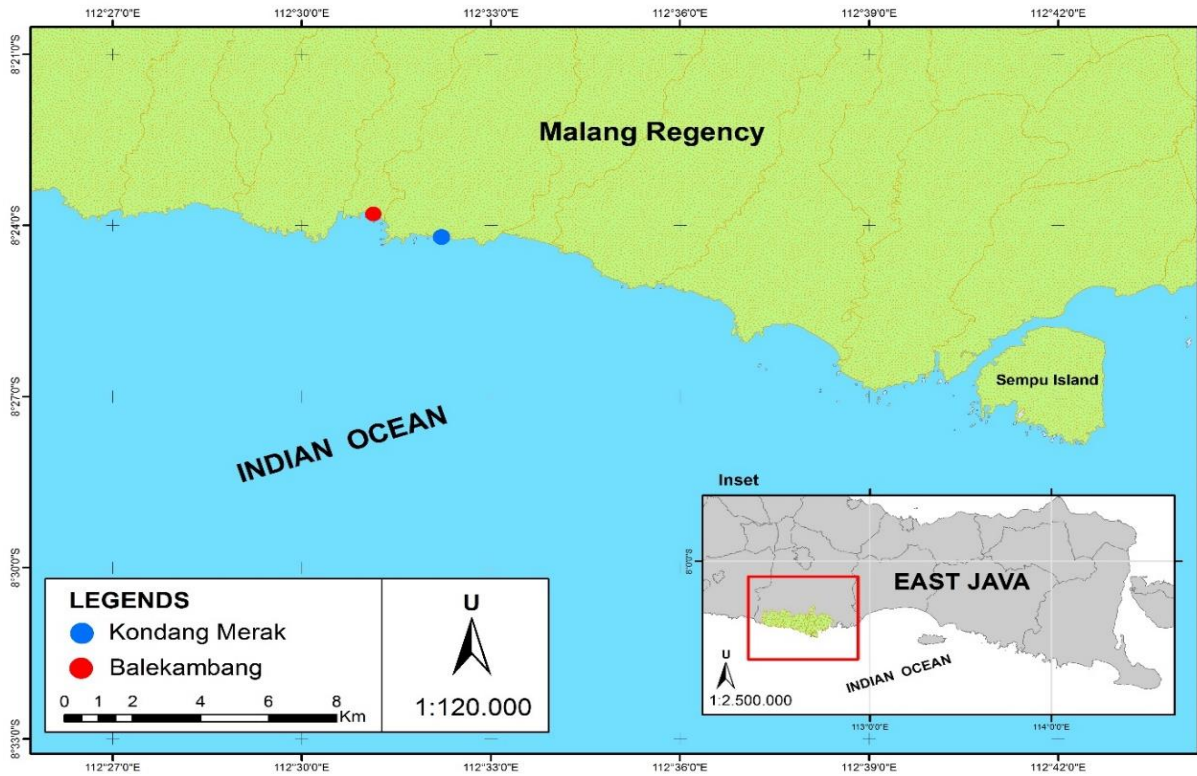 112°27'0"E 112°30'0"E 112°33'0"E 112°36'0"E 112°39'0"E 112°42'0"E
8°21'0"S
8°24'0"S
8°27'0"S
8°30'0"S
8°33'0"S
Malang Regency
Sempu Island
INDIAN OCEAN
Inset
8°0'0"S
EAST JAVA
INDIAN OCEAN
U
1:2.500.000
113°0'0"E 114°0'0"E
LEGENDS
Kondang Merak
Balekambang
0 1 2 4 6 8
Km
U
1:120.000
112°27'0"E 112°30'0"E 112°33'0"E 112°36'0"E 112°39'0"E 112°42'0"E